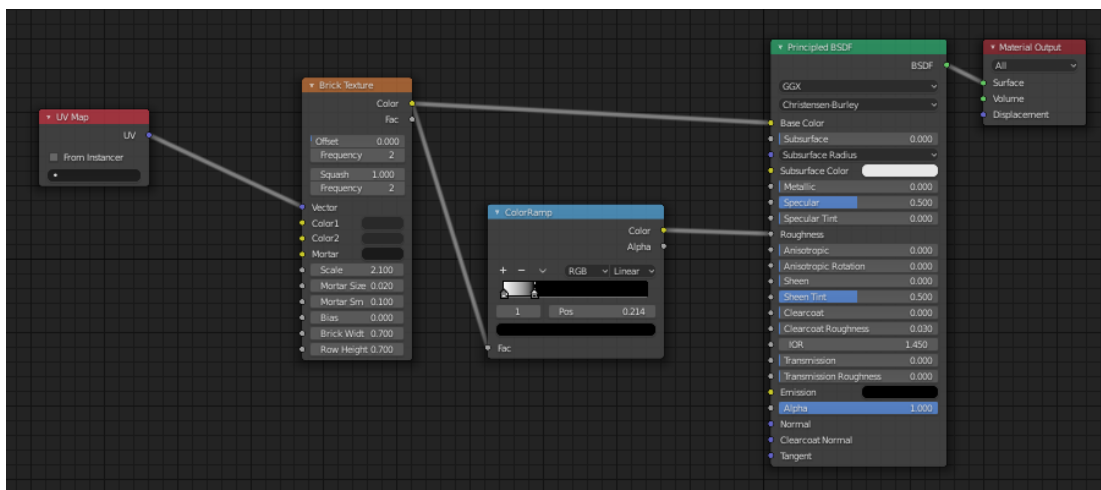 UV Map
UV
From Instancer
Brick Texture
Color
Fac
Offset 0.000
Frequency 2
Squash 1.000
Frequency 2
Vector
Color1
Color2
Mortar
Scale 2.100
Mortar Size 0.020
Mortar Sm 0.100
Bias 0.000
Brick Widt 0.700
Row Height 0.700
ColorRamp
Color
Alpha
+ − RGB Linear
1 Pos 0.214
Fac
Principled BSDF
BSDF
GGX
Christensen-Burley
Base Color
Subsurface 0.000
Subsurface Radius
Subsurface Color
Metallic 0.000
Specular 0.500
Specular Tint 0.000
Roughness
Anisotropic 0.000
Anisotropic Rotation 0.000
Sheen 0.000
Sheen Tint 0.500
Clearcoat 0.000
Clearcoat Roughness 0.030
IOR 1.450
Transmission 0.000
Transmission Roughness 0.000
Emission
Alpha 1.000
Normal
Clearcoat Normal
Tangent
Material Output
All
Surface
Volume
Displacement